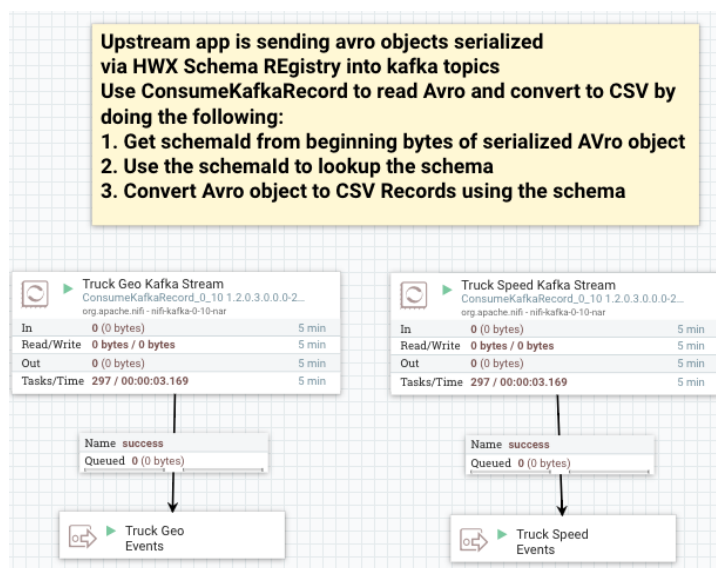 Upstream app is sending avro objects serialized
via HWX Schema REgistry into kafka topics
Use ConsumeKafkaRecord to read Avro and convert to CSV by
doing the following:
1. Get schemaId from beginning bytes of serialized AVro object
2. Use the schemaId to lookup the schema
3. Convert Avro object to CSV Records using the schema
Truck Geo Kafka Stream
ConsumeKafkaRecord_0_10 1.2.0.3.0.0.0-2...
org.apache.nifi - nifi-kafka-0-10-nar
In 0 (0 bytes) 5 min
Read/Write 0 bytes / 0 bytes 5 min
Out 0 (0 bytes) 5 min
Tasks/Time 297 / 00:00:03.169 5 min
Name success
Queued 0 (0 bytes)
Truck Geo
Events
Truck Speed Kafka Stream
ConsumeKafkaRecord_0_10 1.2.0.3.0.0.0-2...
org.apache.nifi - nifi-kafka-0-10-nar
In 0 (0 bytes) 5 min
Read/Write 0 bytes / 0 bytes 5 min
Out 0 (0 bytes) 5 min
Tasks/Time 297 / 00:00:03.169 5 min
Name success
Queued 0 (0 bytes)
Truck Speed
Events